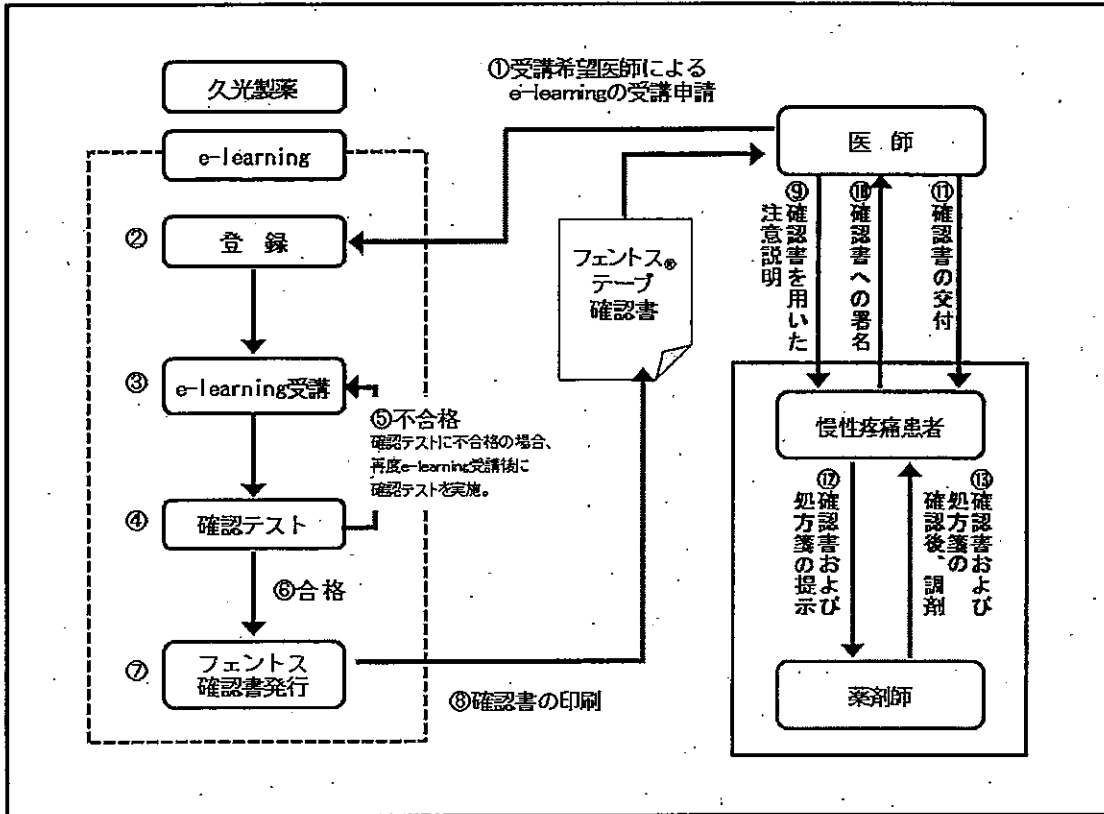 久光製薬
①受講希望医師による
e-learningの受講申請
医 師
e-learning
②
登 録
フェントス®
テープ
確認書
⑨確認書を用いた
注意説明
⑩確認書への署名
⑪確認書の交付
③
e-learning受講
⑤不合格
確認テストに不合格の場合、
再度e-learning受講後に
確認テストを実施。
④
確認テスト
⑥合格
⑦
フェントス
確認書発行
⑧確認書の印刷
慢性疼痛患者
⑫確認書および
処方箋の提示
⑬確認書および
処方箋の
確認後、調剤
薬剤師